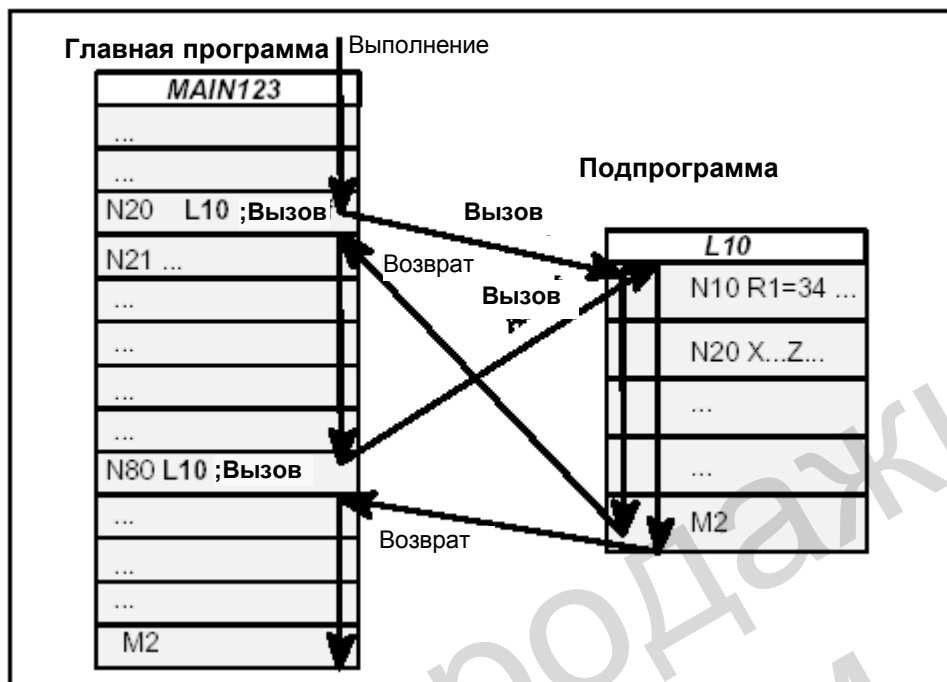 Главная программа
Выполнение
MAIN123
...
...
N20 L10 ;Вызов
N21 ...
...
...
...
...
N80 L10 ;Вызов
...
...
...
M2
Вызов
Возврат
Вызов
Возврат
Подпрограмма
L10
N10 R1=34 ...
N20 X...Z...
...
...
M2